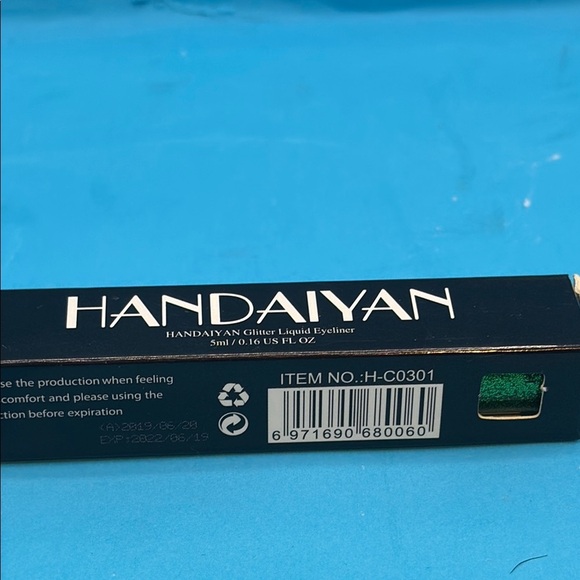 HANDAIYAN
HANDAIYAN Glitter Liquid Eyeliner
5ml / 0.16 US FL OZ
se the production when feeling
comfort and please using the
ction before expiration
(A)2019/06/20
EXP:2022/06/19
ITEM NO.:H-C0301
6 971690 680060